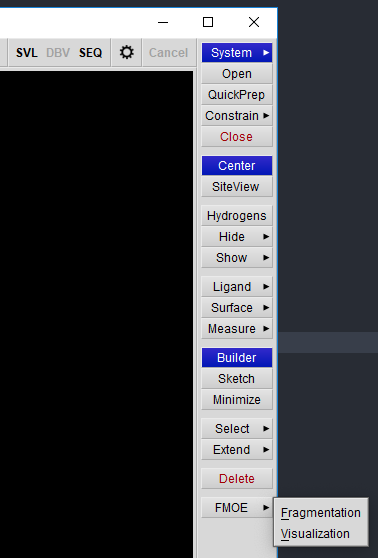 SVL DBV SEQ Cancel
System
Open
QuickPrep
Constrain
Close
Center
SiteView
Hydrogens
Hide
Show
Ligand
Surface
Measure
Builder
Sketch
Minimize
Select
Extend
Delete
FMOE
Fragmentation
Visualization